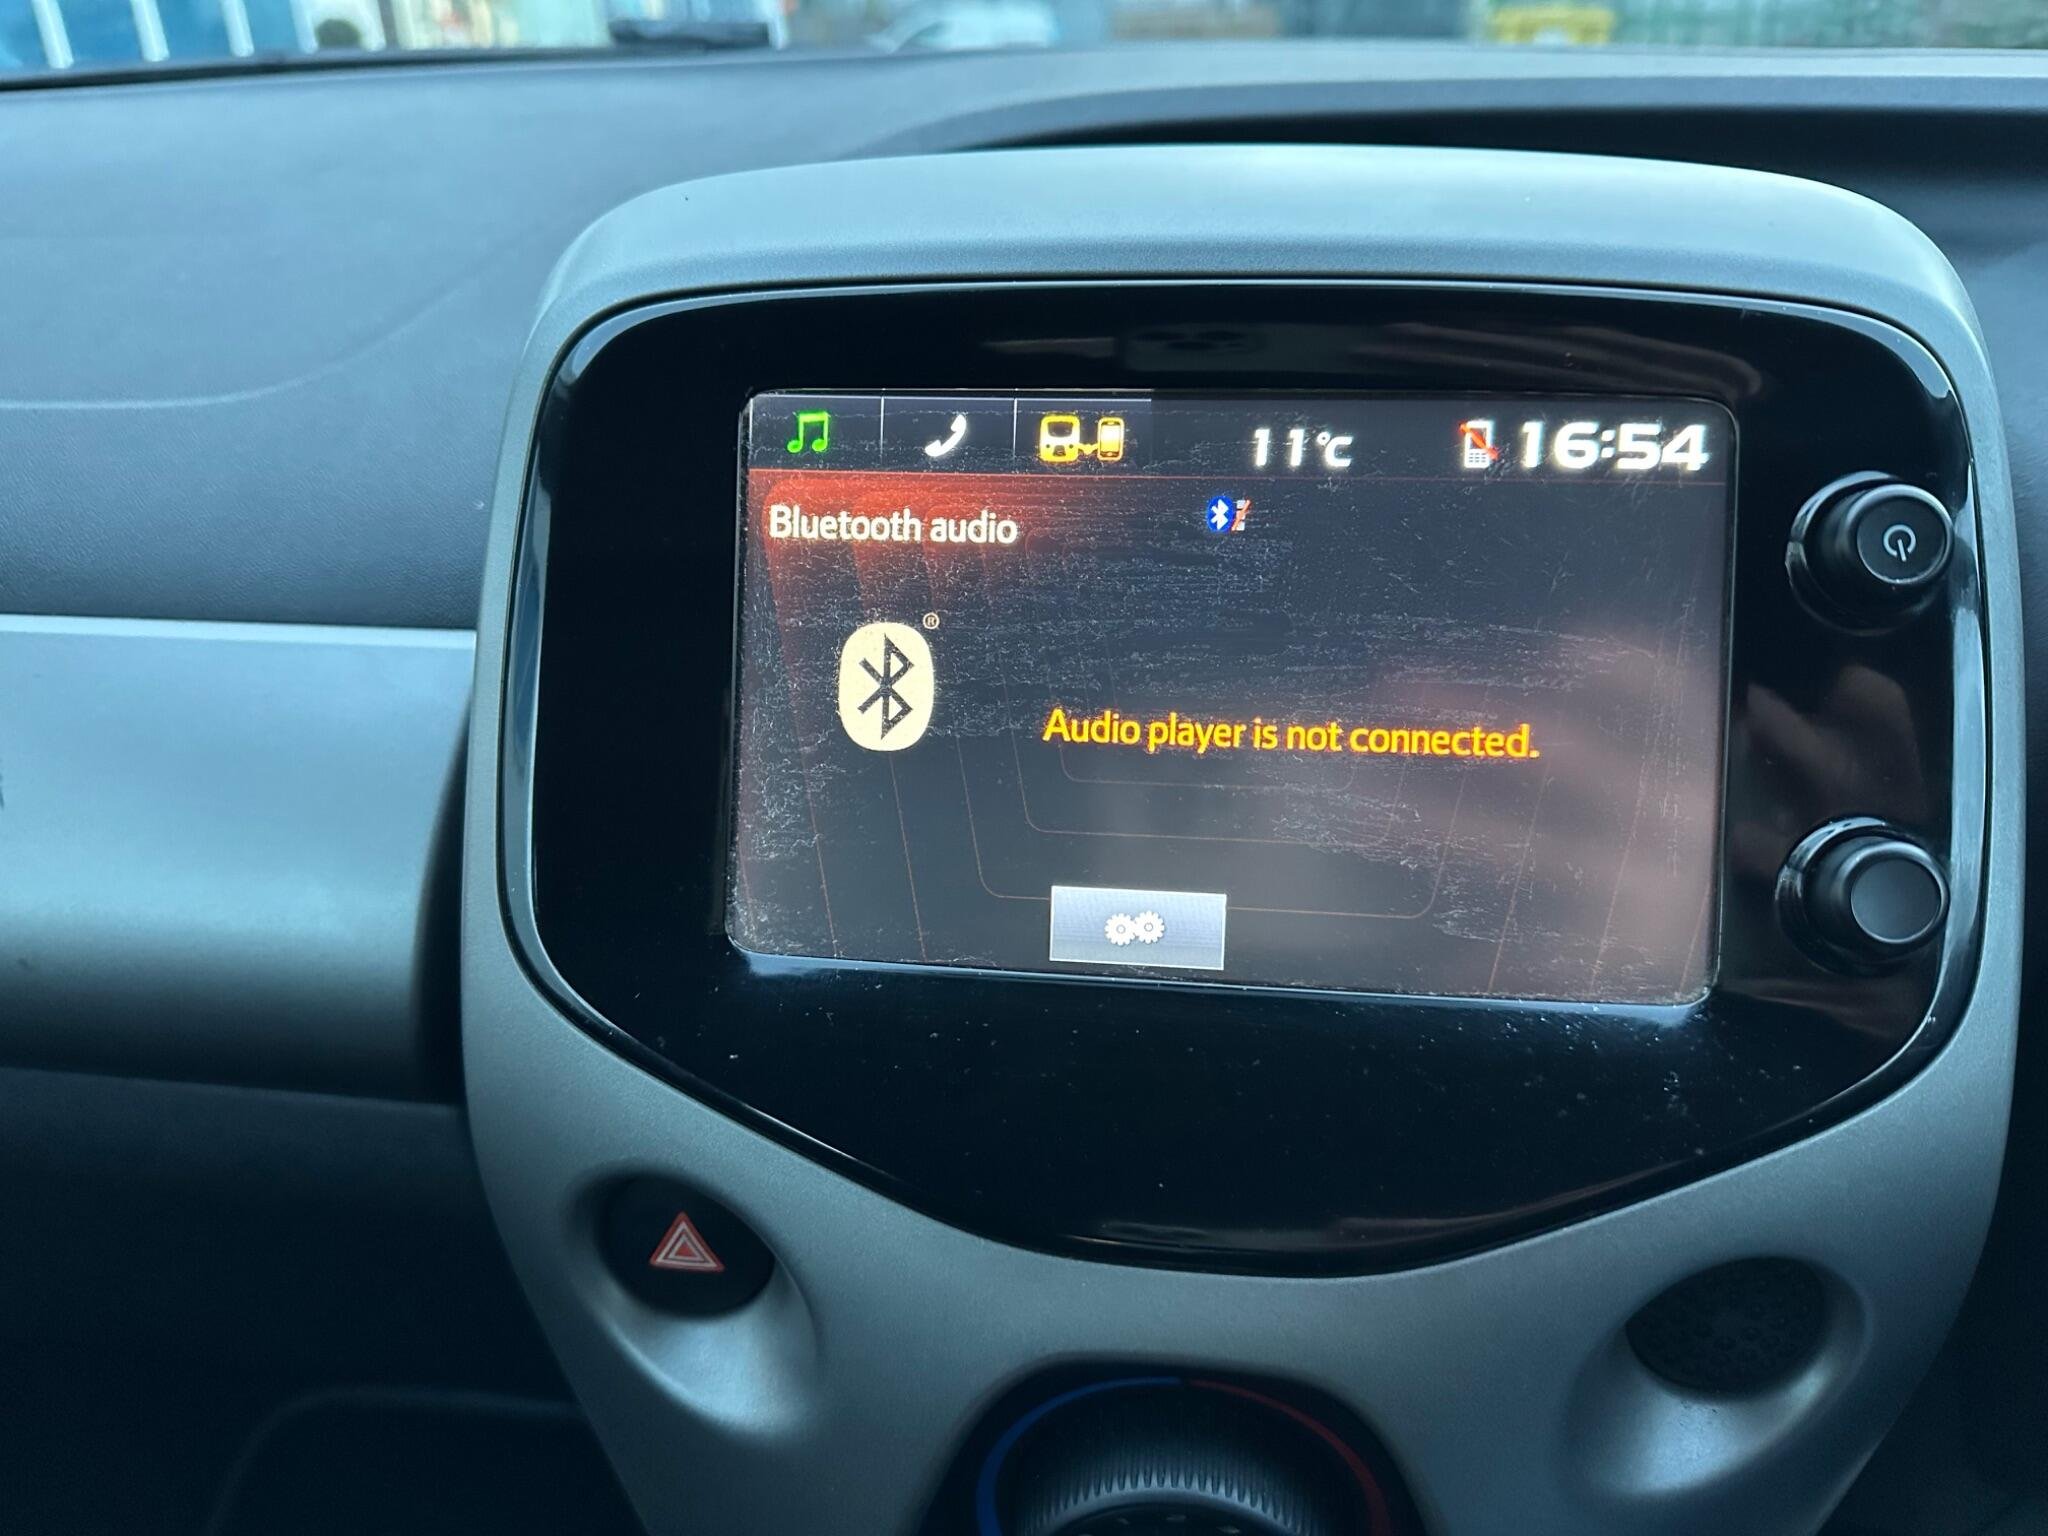 11°C
16:54
Bluetooth audio
®
Audio player is not connected.